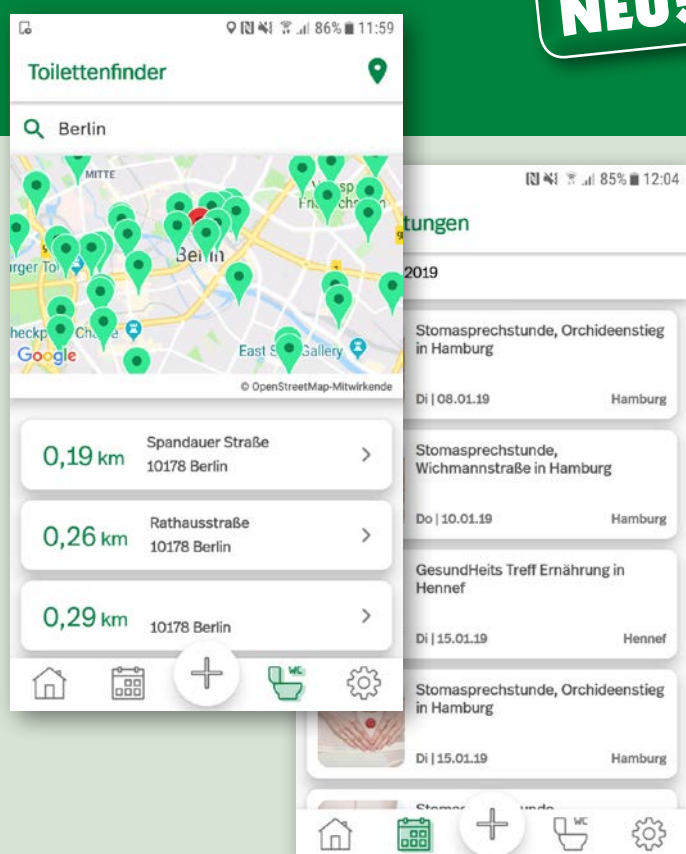 NEU
86% 11:59
Toilettenfinder
Berlin
MITTE
Berlin
Google
© OpenStreetMap-Mitwirkende
0,19 km
Spandauer Straße
10178 Berlin
0,26 km
Rathausstraße
10178 Berlin
0,29 km
10178 Berlin
WC
85% 12:04
tungen
2019
Stomasprechstunde, Orchideenstieg
in Hamburg
Di | 08.01.19 Hamburg
Stomasprechstunde,
Wichmannstraße in Hamburg
Do | 10.01.19 Hamburg
GesundHeits Treff Ernährung in
Hennef
Di | 15.01.19 Hennef
Stomasprechstunde, Orchideenstieg
in Hamburg
Di | 15.01.19 Hamburg
WC